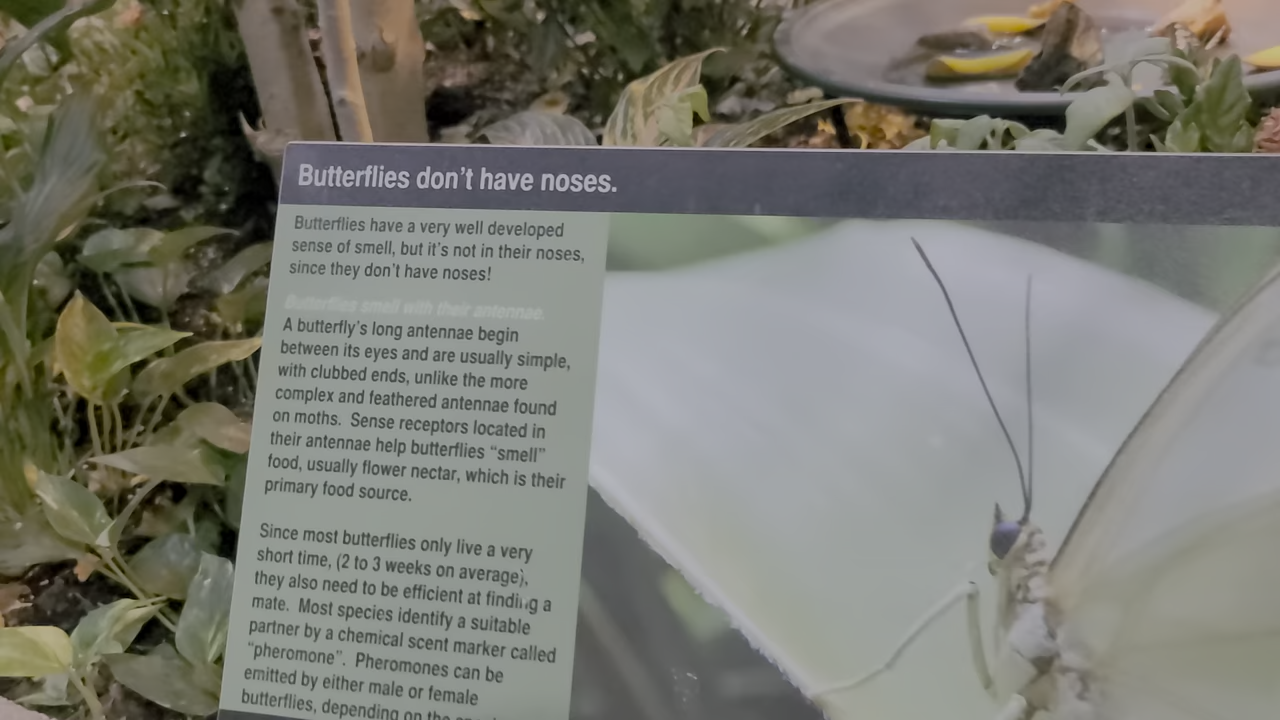 Butterflies don't have noses.
Butterflies have a very well developed
sense of smell, but it's not in their noses,
since they don't have noses!
Butterflies smell with their antennae.
A butterfly's long antennae begin
between its eyes and are usually simple,
with clubbed ends, unlike the more
complex and feathered antennae found
on moths. Sense receptors located in
their antennae help butterflies "smell"
food, usually flower nectar, which is their
primary food source.
Since most butterflies only live a very
short time, (2 to 3 weeks on average),
they also need to be efficient at finding a
mate. Most species identify a suitable
partner by a chemical scent marker called
"pheromone". Pheromones can be
emitted by either male or female
butterflies, depending on the